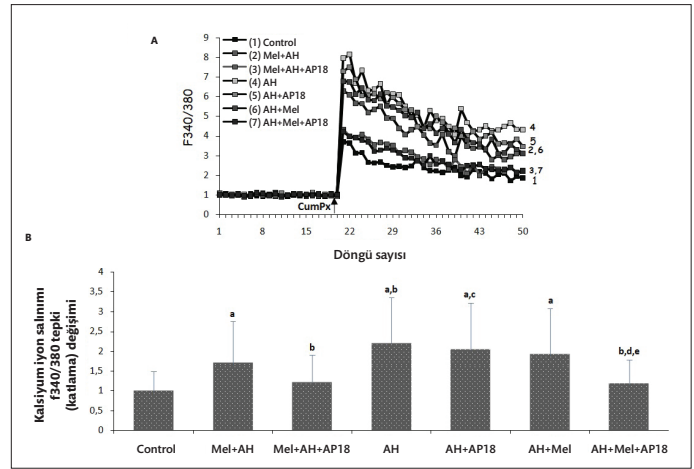 A
9
8
7
6
5
4
3
2
1
0
F340/380
(1) Control
(2) Mel+AH
(3) Mel+AH+AP18
(4) AH
(5) AH+AP18
(6) AH+Mel
(7) AH+Mel+AP18
4
5
2,6
3,7
1
CumPx
1 8 15 22 29 36 43 50
Döngü sayısı
B
Kalsiyum iyon salınımı
f340/380 tepki
(katlama) değişimi
4
3,5
3
2,5
2
1,5
1
0,5
0
a
b
a,b
a,c
a
b,d,e
Control Mel+AH Mel+AH+AP18 AH AH+AP18 AH+Mel AH+Mel+AP18